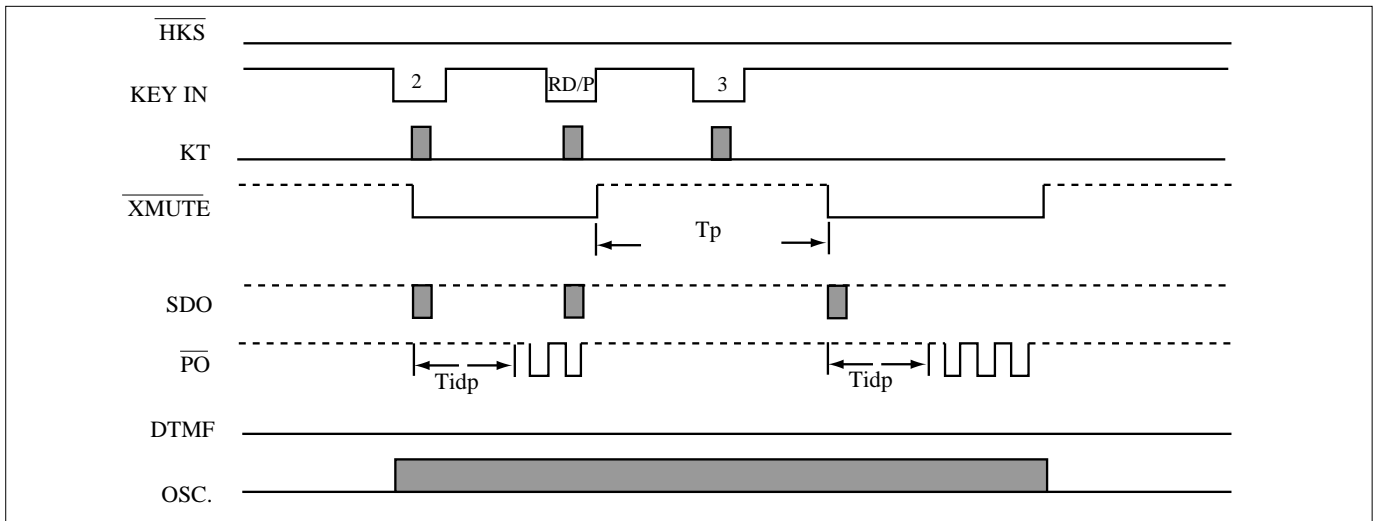 HKS
KEY IN 2 RD/P 3
KT
XMUTE
Tp
SDO
PO
Tidp Tidp
DTMF
OSC.